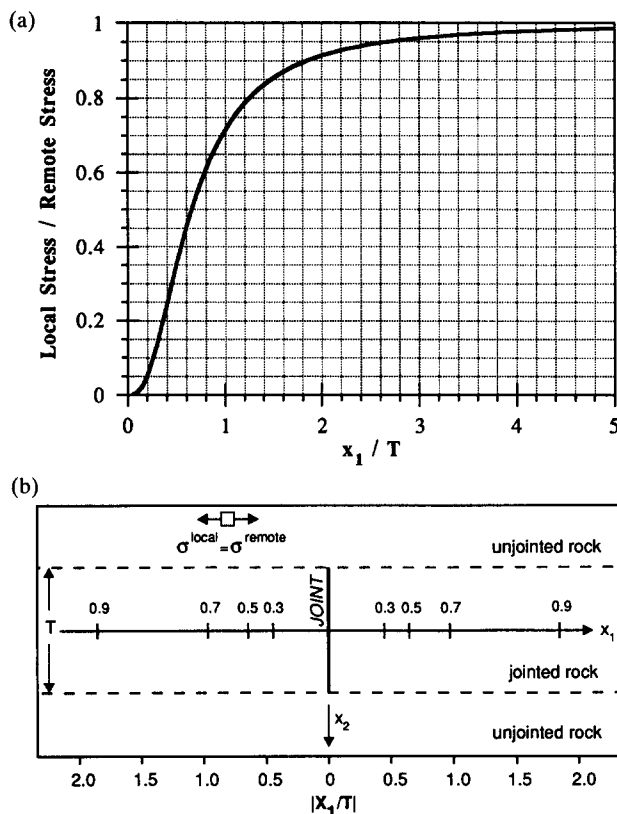 (a)
Local Stress / Remote Stress
1
0.8
0.6
0.4
0.2
0
0 1 2 3 4 5
x₁ / T
(b)
σˡᵒᶜᵃˡ=σʳᵉᵐᵒᵗᵉ
unjointed rock
T
JOINT
0.9 0.7 0.5 0.3 0.3 0.5 0.7 0.9
x₁
jointed rock
x₂
unjointed rock
2.0 1.5 1.0 0.5 0 0.5 1.0 1.5 2.0
|X₁/T|